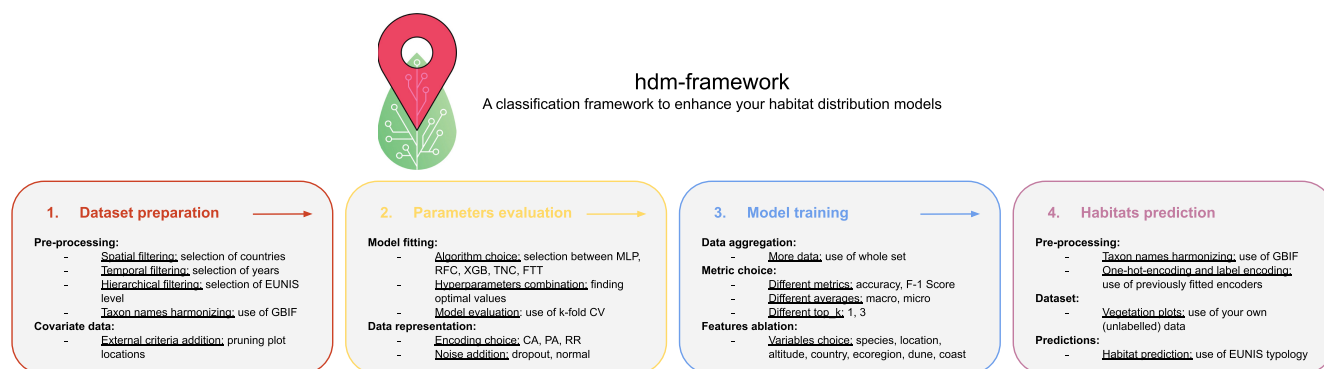 hdm-framework
A classification framework to enhance your habitat distribution models
1. Dataset preparation
Pre-processing:
- Spatial filtering: selection of countries
- Temporal filtering: selection of years
- Hierarchical filtering: selection of EUNIS
level
- Taxon names harmonizing: use of GBIF
Covariate data:
- External criteria addition: pruning plot
locations
2. Parameters evaluation
Model fitting:
- Algorithm choice: selection between MLP,
RFC, XGB, TNC, FTT
- Hyperparameters combination: finding
optimal values
- Model evaluation: use of k-fold CV
Data representation:
- Encoding choice: CA, PA, RR
- Noise addition: dropout, normal
3. Model training
Data aggregation:
- More data: use of whole set
Metric choice:
- Different metrics: accuracy, F-1 Score
- Different averages: macro, micro
- Different top_k: 1, 3
Features ablation:
- Variables choice: species, location,
altitude, country, ecoregion, dune, coast
4. Habitats prediction
Pre-processing:
- Taxon names harmonizing: use of GBIF
- One-hot-encoding and label encoding:
use of previously fitted encoders
Dataset:
- Vegetation plots: use of your own
(unlabelled) data
Predictions:
- Habitat prediction: use of EUNIS typology